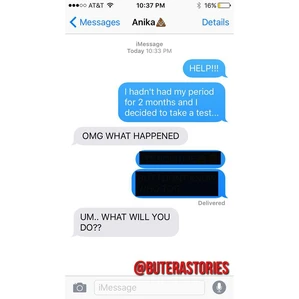 AT&T 10:37 PM 16%
Messages Anika💩 Details
iMessage
Today 10:33 PM
HELP!!!
I hadn't had my period
for 2 months and I
decided to take a test...
OMG WHAT HAPPENED
Delivered
UM.. WHAT WILL YOU
DO??
@BUTERASTORIES
iMessage